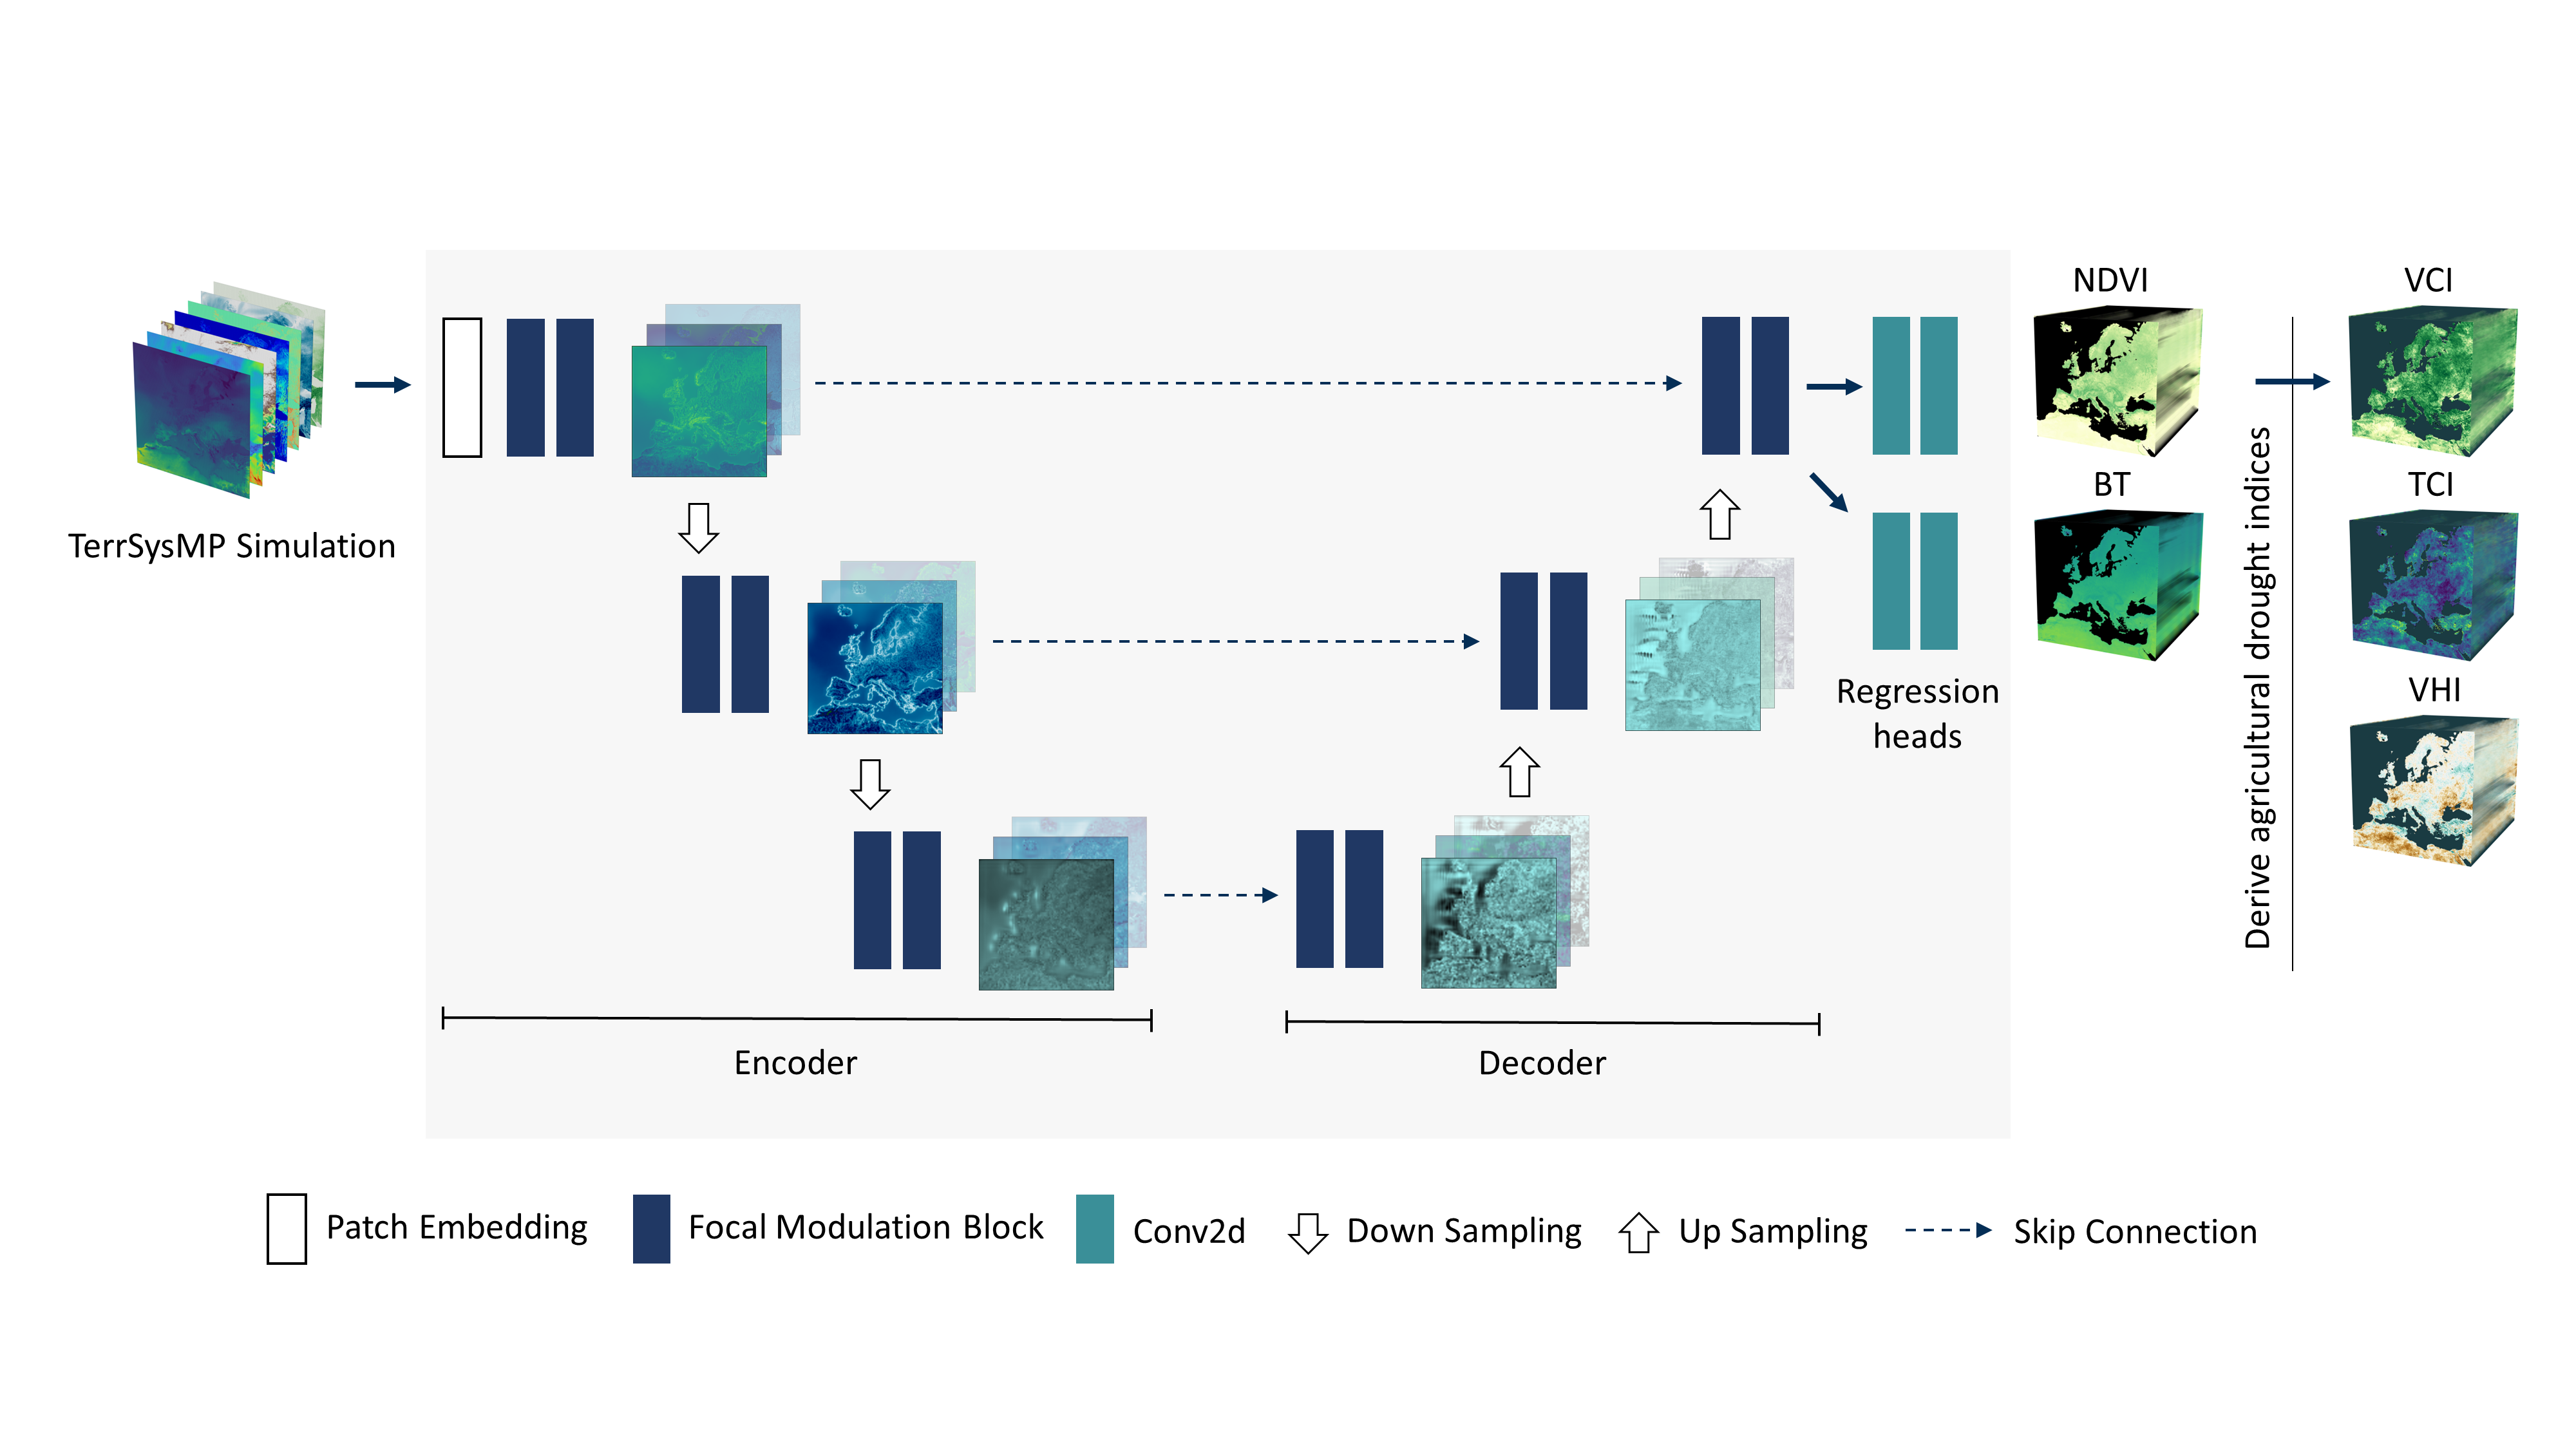 TerrSysMP Simulation
NDVI
BT
VCI
TCI
VHI
Derive agricultural drought indices
Regression
heads
Encoder
Decoder
Patch Embedding
Focal Modulation Block
Conv2d
Down Sampling
Up Sampling
Skip Connection